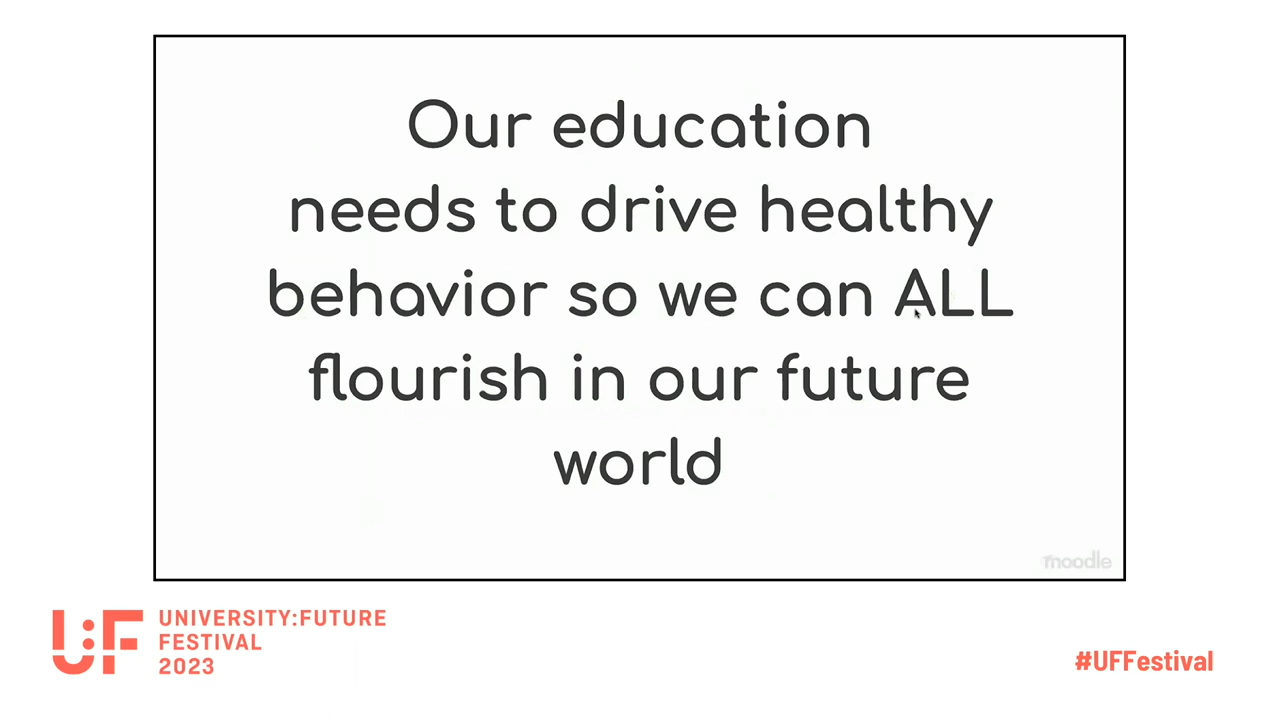 Our education
needs to drive healthy
behavior so we can ALL
flourish in our future
world
moodle
UF
UNIVERSITY:FUTURE
FESTIVAL
2023
#UFFestival